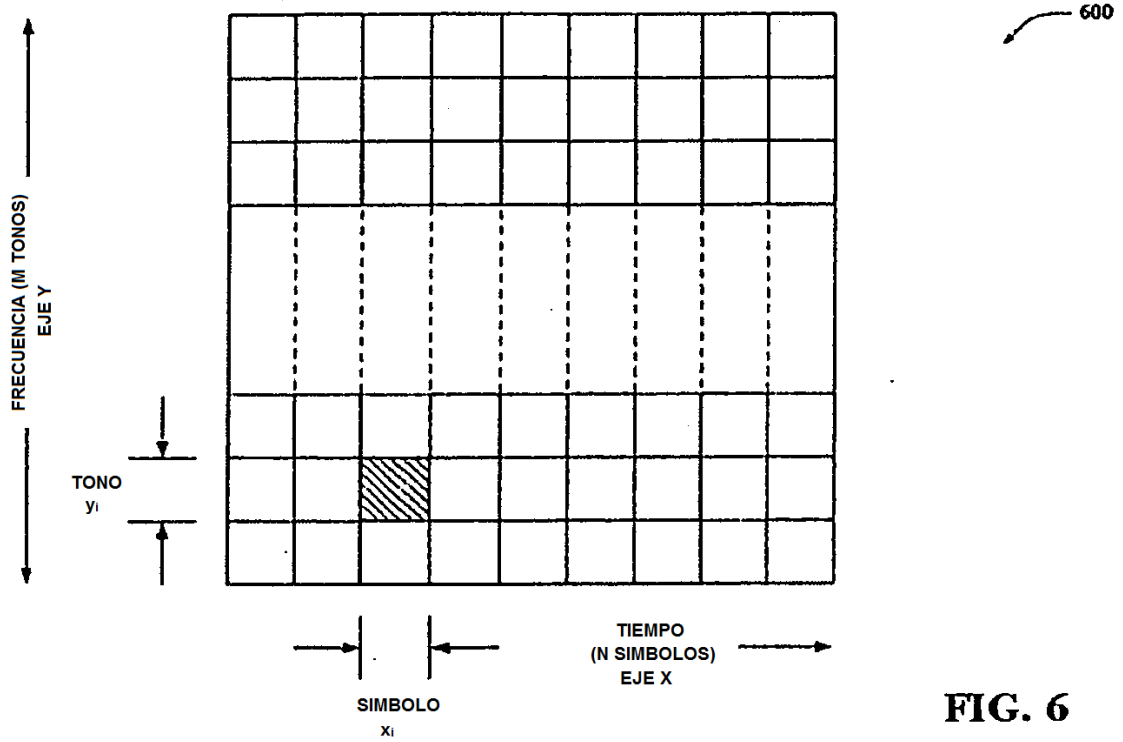 600
FRECUENCIA (M TONOS)
EJE Y
TONO
yi
TIEMPO
(N SIMBOLOS)
EJE X
SIMBOLO
xi
FIG. 6